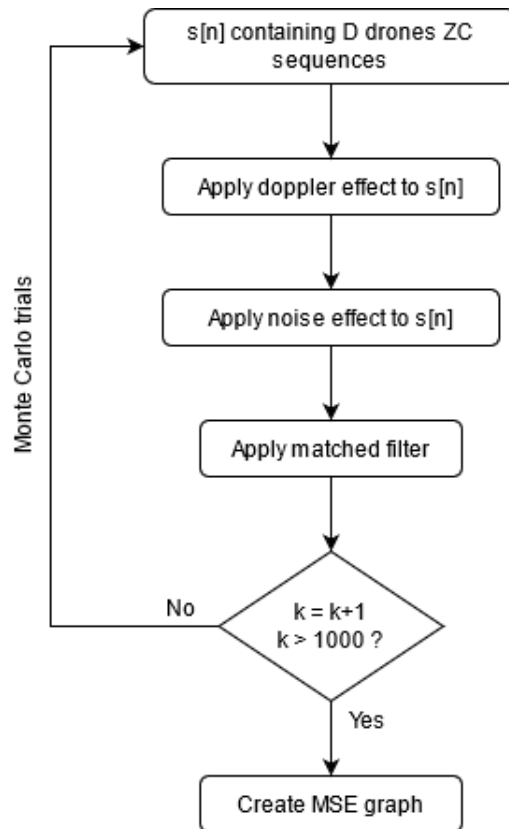 s[n] containing D drones ZC
sequences
Apply doppler effect to s[n]
Apply noise effect to s[n]
Monte Carlo trials
Apply matched filter
No
k = k+1
k > 1000 ?
Yes
Create MSE graph